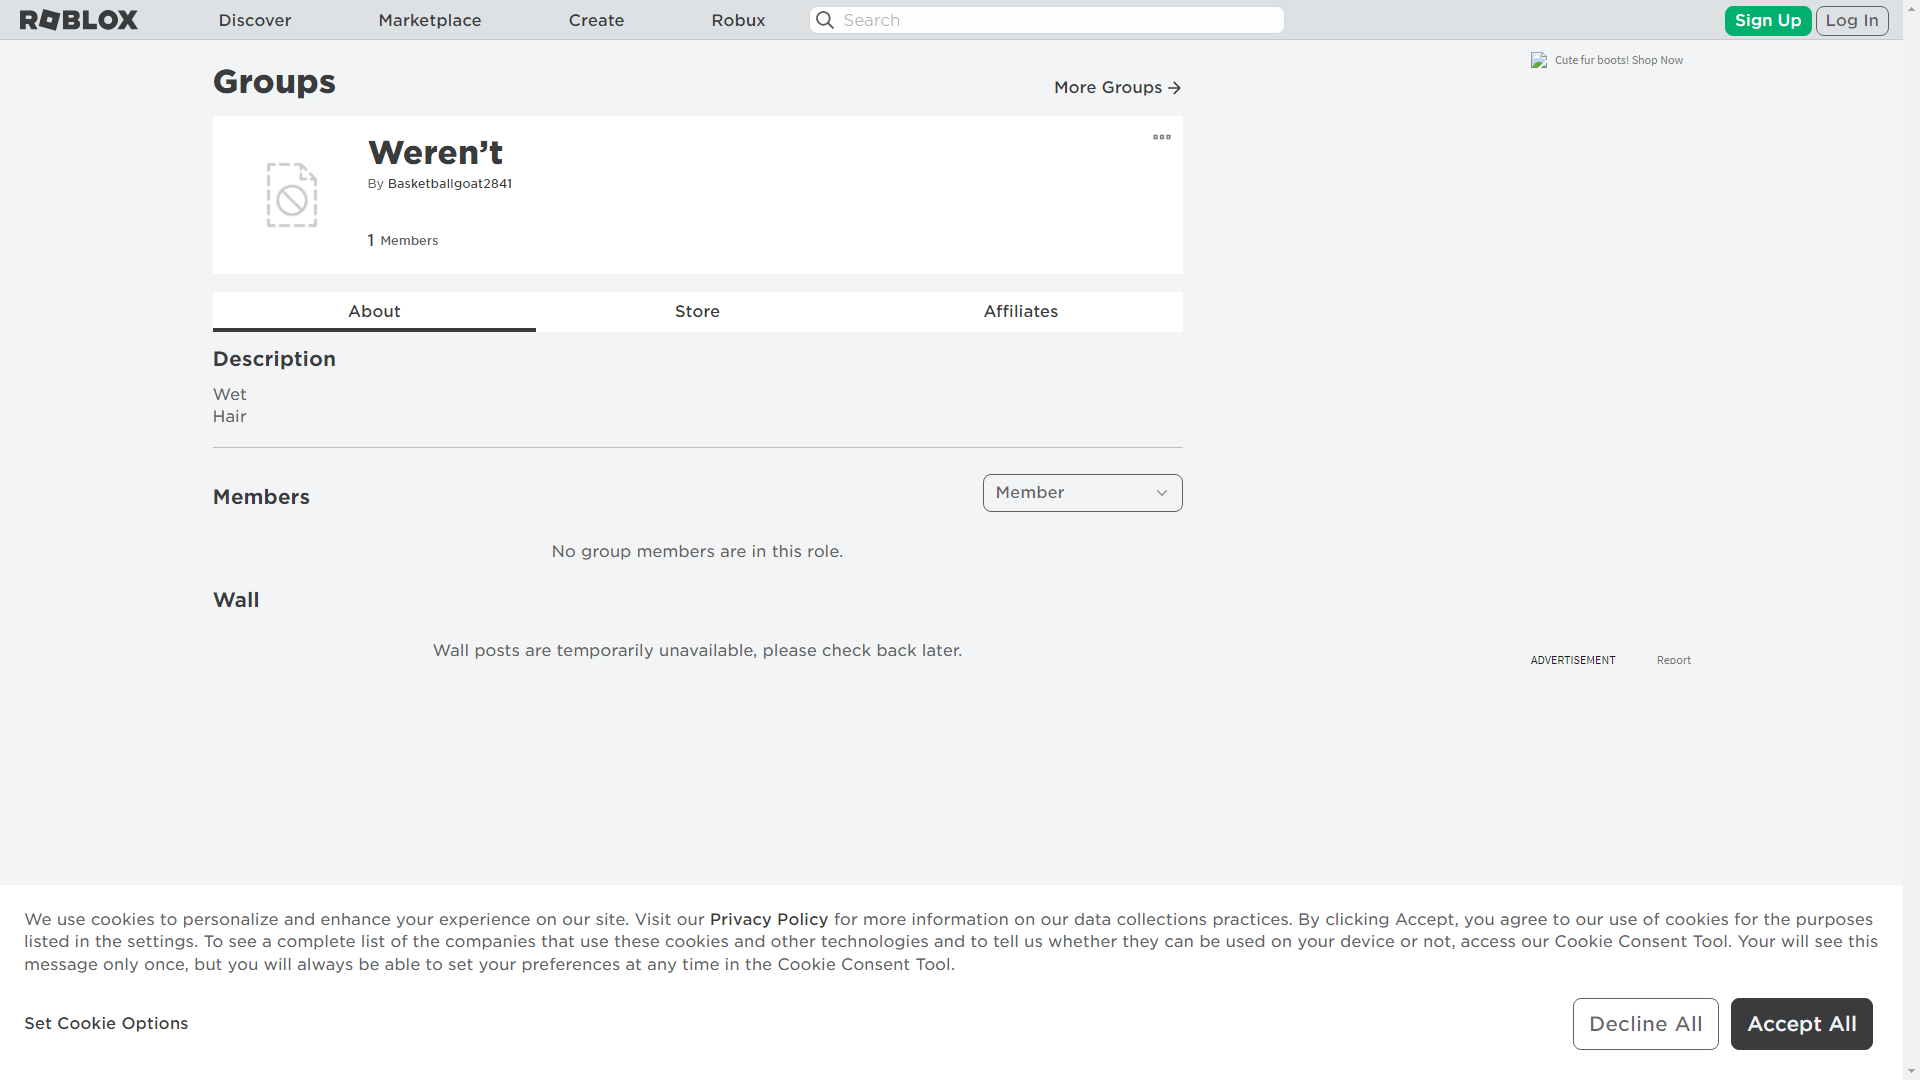 ROBLOX
Discover
Marketplace
Create
Robux
Search
Sign Up
Log In
Cute fur boots! Shop Now
Groups
More Groups
Weren’t
By Basketballgoat2841
1 Members
About
Store
Affiliates
Description
Wet
Hair
Members
Member
No group members are in this role.
Wall
Wall posts are temporarily unavailable, please check back later.
ADVERTISEMENT
Report
We use cookies to personalize and enhance your experience on our site. Visit our Privacy Policy for more information on our data collections practices. By clicking Accept, you agree to our use of cookies for the purposes
listed in the settings. To see a complete list of the companies that use these cookies and other technologies and to tell us whether they can be used on your device or not, access our Cookie Consent Tool. Your will see this
message only once, but you will always be able to set your preferences at any time in the Cookie Consent Tool.
Set Cookie Options
Decline All
Accept All